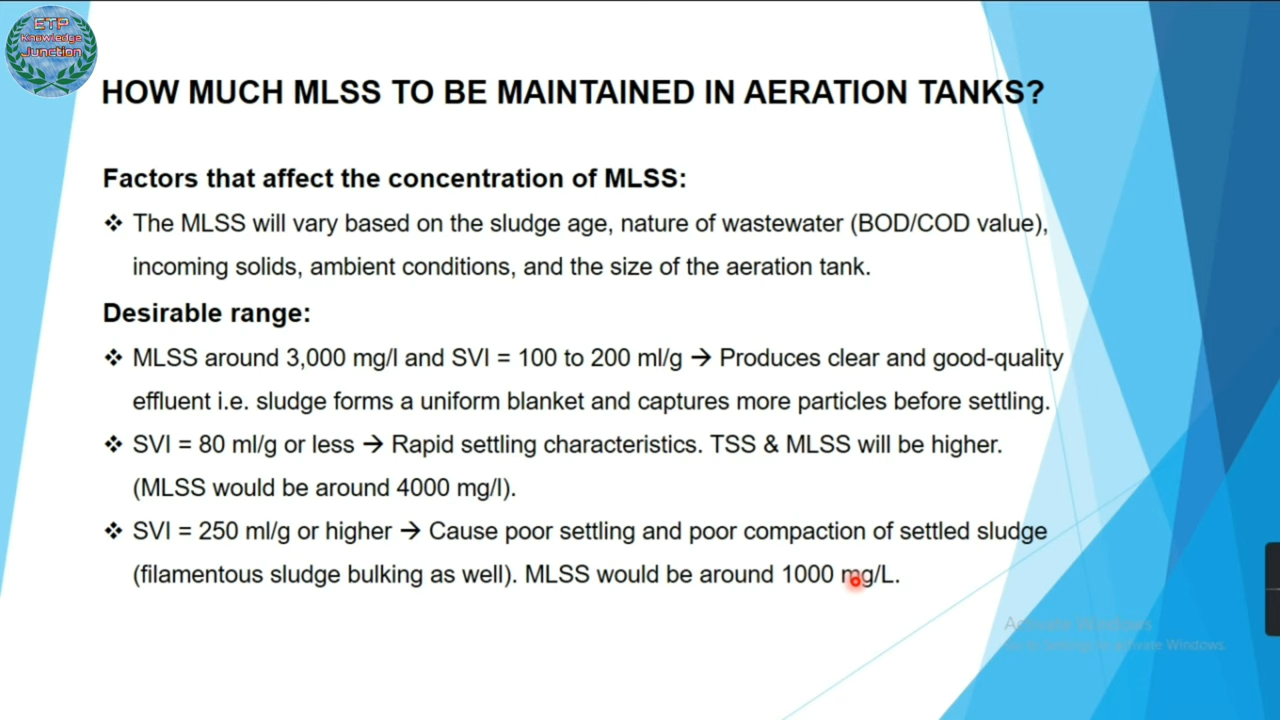 ETP
Knowledge
Junction
HOW MUCH MLSS TO BE MAINTAINED IN AERATION TANKS?
Factors that affect the concentration of MLSS:
❖ The MLSS will vary based on the sludge age, nature of wastewater (BOD/COD value),
incoming solids, ambient conditions, and the size of the aeration tank.
Desirable range:
❖ MLSS around 3,000 mg/l and SVI = 100 to 200 ml/g → Produces clear and good-quality
effluent i.e. sludge forms a uniform blanket and captures more particles before settling.
❖ SVI = 80 ml/g or less → Rapid settling characteristics. TSS & MLSS will be higher.
(MLSS would be around 4000 mg/l).
❖ SVI = 250 ml/g or higher → Cause poor settling and poor compaction of settled sludge
(filamentous sludge bulking as well). MLSS would be around 1000 mg/L.
Activate Windows
Go to Settings to activate Windows.